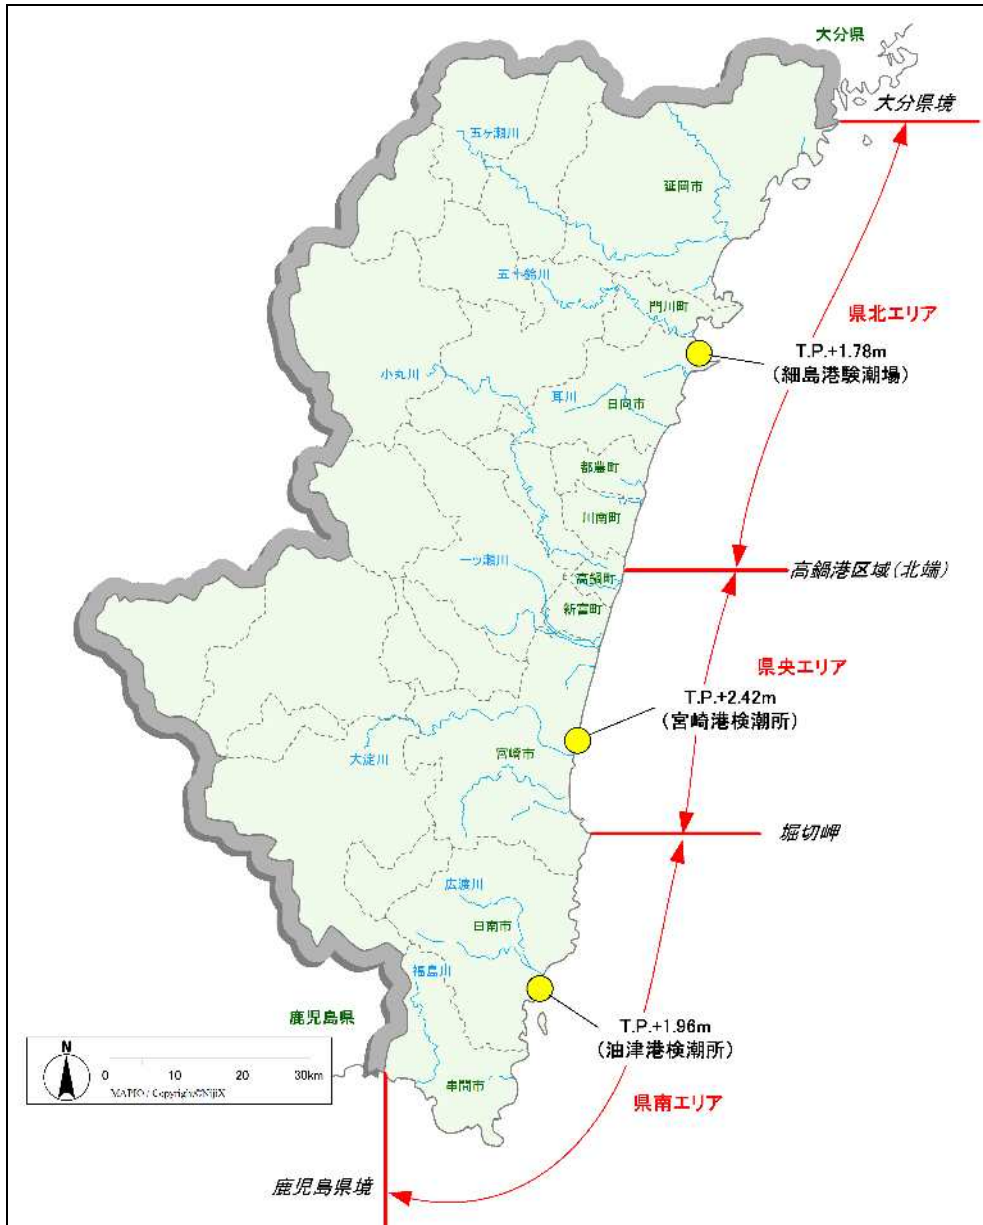 大分県
大分県境
五ヶ瀬川
延岡市
五十鈴川
門川町
県北エリア
T.P.+1.78m
（細島港験潮場）
小丸川
耳川
日向市
都農町
川南町
一ツ瀬川
高鍋町
高鍋港区域（北端）
新富町
県央エリア
T.P.+2.42m
（宮崎港検潮所）
大淀川
宮崎市
堀切岬
広渡川
日南市
福島川
鹿児島県
T.P.+1.96m
（油津港検潮所）
N
0 10 20 30km
MAPIO / Copyright©NijiX
串間市
県南エリア
鹿児島県境